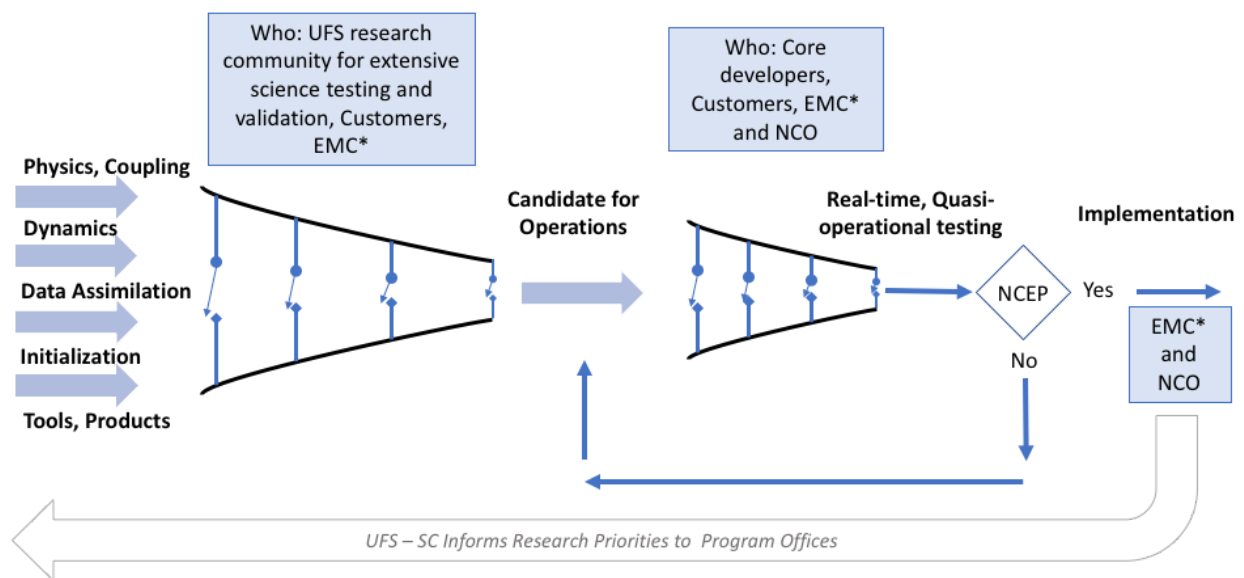 Who: UFS research
community for extensive
science testing and
validation, Customers,
EMC*
Who: Core
developers,
Customers, EMC*
and NCO
Physics, Coupling
Dynamics
Data Assimilation
Initialization
Tools, Products
Candidate for
Operations
Real-time, Quasi-
operational testing
Implementation
NCEP
Yes
No
EMC*
and
NCO
UFS – SC Informs Research Priorities to Program Offices